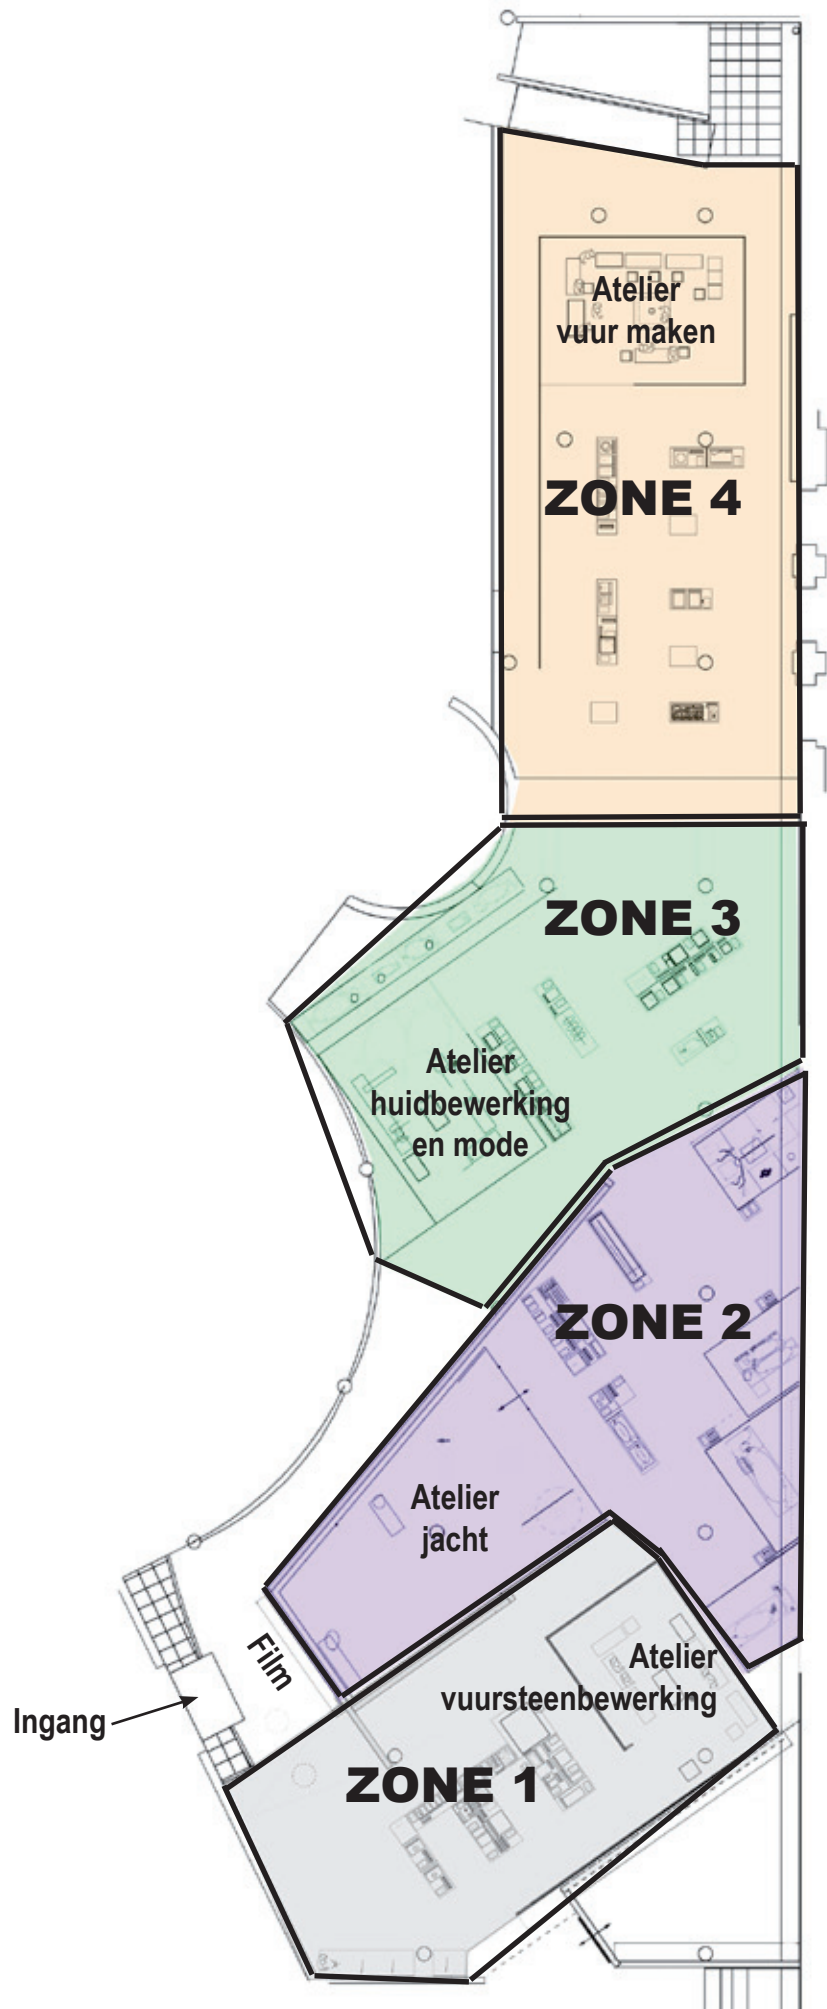 Atelier
vuur maken
ZONE 4
ZONE 3
Atelier
huidbewerking
en mode
ZONE 2
Atelier
jacht
Film
Atelier
vuursteenbewerking
Ingang
ZONE 1